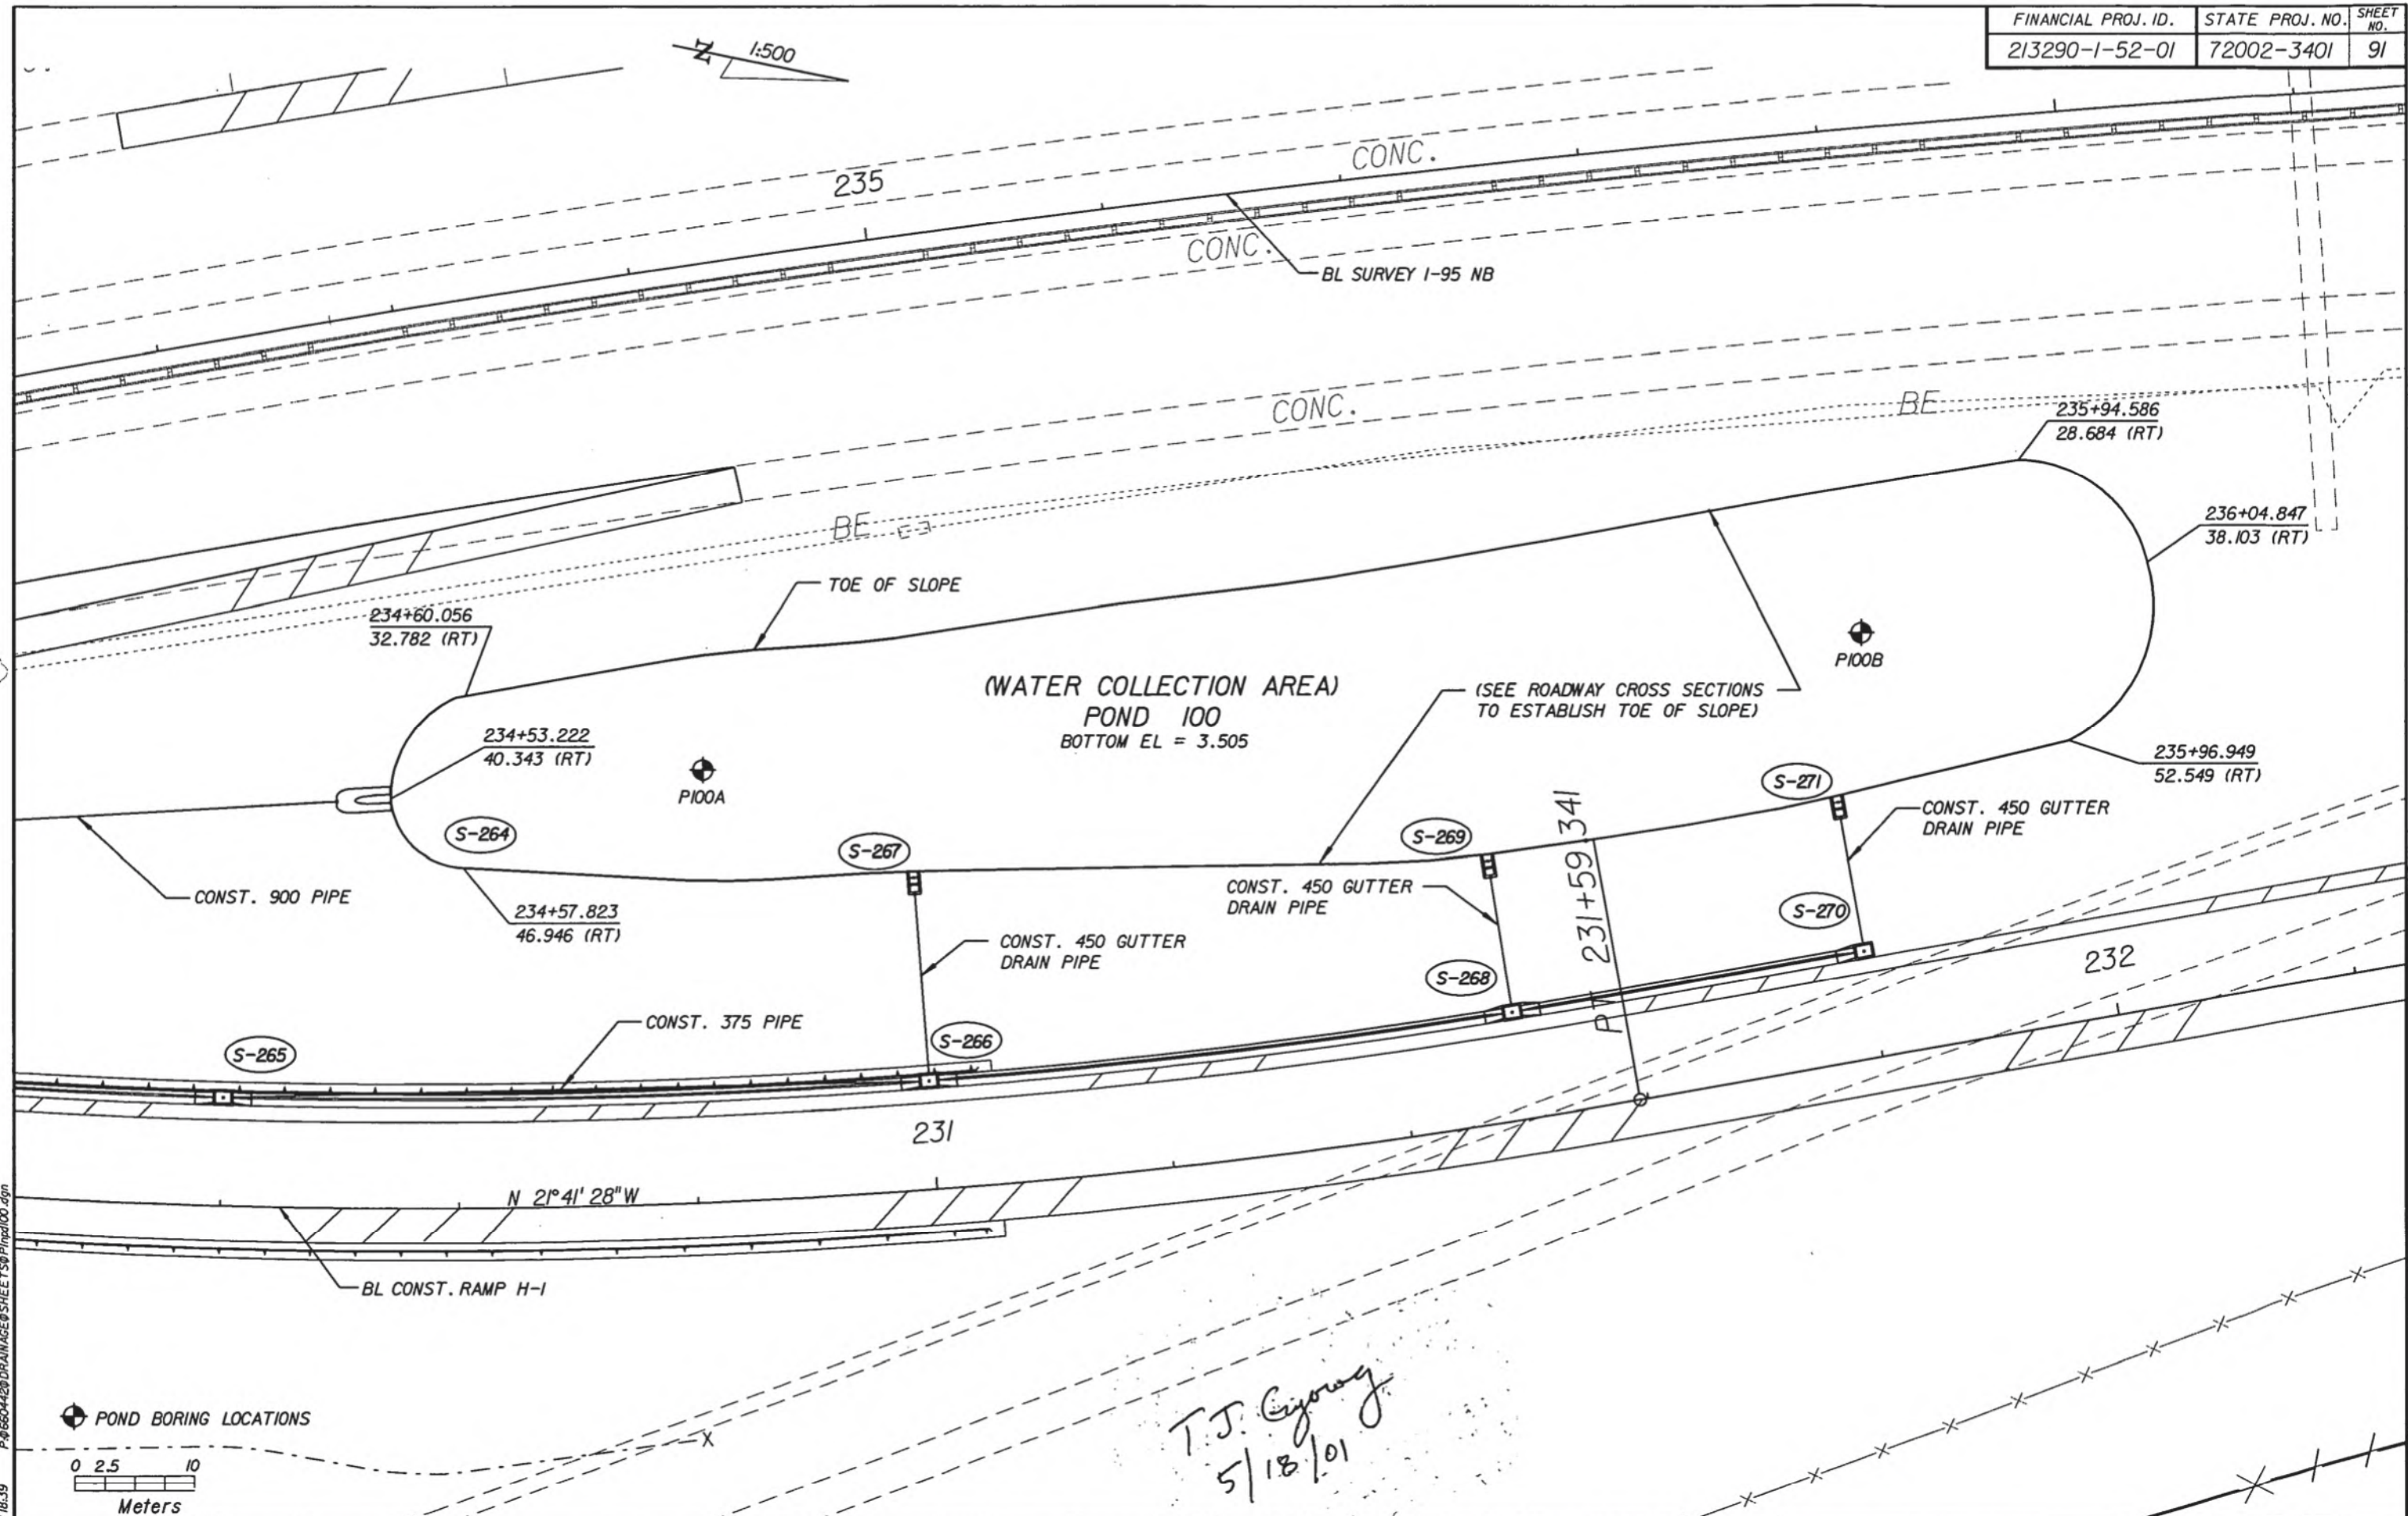 FINANCIAL PROJ. ID.
STATE PROJ. NO.
SHEET
NO.
213290-1-52-01
72002-3401
91
N
1:500
235
CONC.
CONC.
BL SURVEY I-95 NB
CONC.
BE
235+94.586
28.684 (RT)
236+04.847
38.103 (RT)
BE
TOE OF SLOPE
234+60.056
32.782 (RT)
P100B
(WATER COLLECTION AREA)
POND 100
BOTTOM EL = 3.505
(SEE ROADWAY CROSS SECTIONS
TO ESTABLISH TOE OF SLOPE)
234+53.222
40.343 (RT)
P100A
235+96.949
52.549 (RT)
S-271
S-264
S-267
S-269
CONST. 450 GUTTER
DRAIN PIPE
CONST. 900 PIPE
234+57.823
46.946 (RT)
CONST. 450 GUTTER
DRAIN PIPE
PT 231+59.341
S-270
CONST. 450 GUTTER
DRAIN PIPE
S-268
232
CONST. 375 PIPE
S-265
S-266
231
N 21°41'28"W
BL CONST. RAMP H-1
POND BORING LOCATIONS
0 2.5 10
Meters
T.J.
5/18/01
18:39